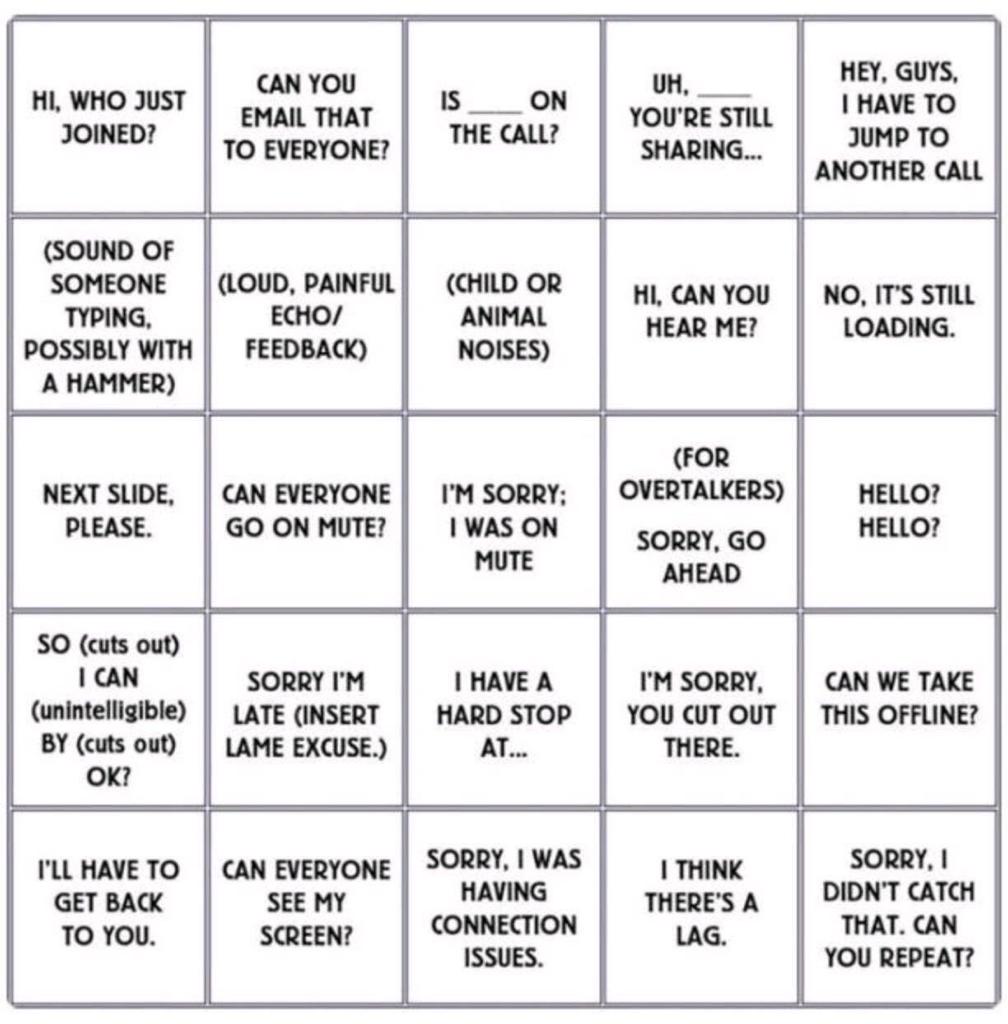 HI, WHO JUST
JOINED?
CAN YOU
EMAIL THAT
TO EVERYONE?
IS ____ ON
THE CALL?
UH, ____
YOU'RE STILL
SHARING...
HEY, GUYS,
I HAVE TO
JUMP TO
ANOTHER CALL
(SOUND OF
SOMEONE
TYPING,
POSSIBLY WITH
A HAMMER)
(LOUD, PAINFUL
ECHO/
FEEDBACK)
(CHILD OR
ANIMAL
NOISES)
HI, CAN YOU
HEAR ME?
NO, IT'S STILL
LOADING.
NEXT SLIDE,
PLEASE.
CAN EVERYONE
GO ON MUTE?
I'M SORRY;
I WAS ON
MUTE
(FOR
OVERTALKERS)
SORRY, GO
AHEAD
HELLO?
HELLO?
SO (cuts out)
I CAN
(unintelligible)
BY (cuts out)
OK?
SORRY I'M
LATE (INSERT
LAME EXCUSE.)
I HAVE A
HARD STOP
AT...
I'M SORRY,
YOU CUT OUT
THERE.
CAN WE TAKE
THIS OFFLINE?
I'LL HAVE TO
GET BACK
TO YOU.
CAN EVERYONE
SEE MY
SCREEN?
SORRY, I WAS
HAVING
CONNECTION
ISSUES.
I THINK
THERE'S A
LAG.
SORRY, I
DIDN'T CATCH
THAT. CAN
YOU REPEAT?